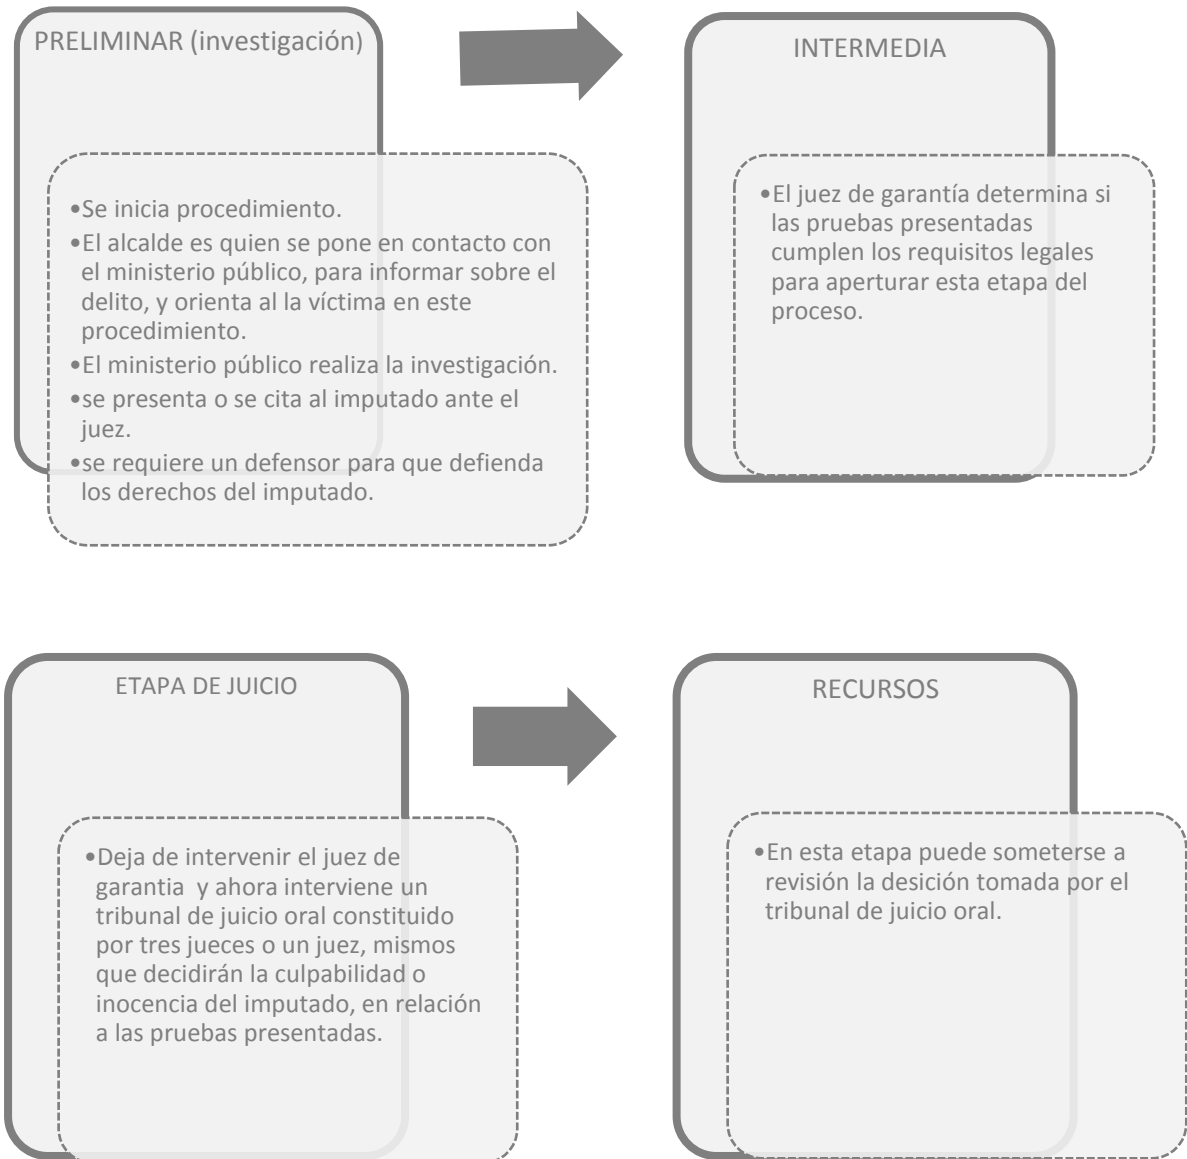 PRELIMINAR (investigación)
•Se inicia procedimiento.
•El alcalde es quien se pone en contacto con
el ministerio público, para informar sobre el
delito, y orienta al la víctima en este
procedimiento.
•El ministerio público realiza la investigación.
•se presenta o se cita al imputado ante el
juez.
•se requiere un defensor para que defienda
los derechos del imputado.
INTERMEDIA
•El juez de garantía determina si
las pruebas presentadas
cumplen los requisitos legales
para aperturar esta etapa del
proceso.
ETAPA DE JUICIO
•Deja de intervenir el juez de
garantia  y ahora interviene un
tribunal de juicio oral constituido
por tres jueces o un juez, mismos
que decidirán la culpabilidad o
inocencia del imputado, en relación
a las pruebas presentadas.
RECURSOS
•En esta etapa puede someterse a
revisión la desición tomada por el
tribunal de juicio oral.